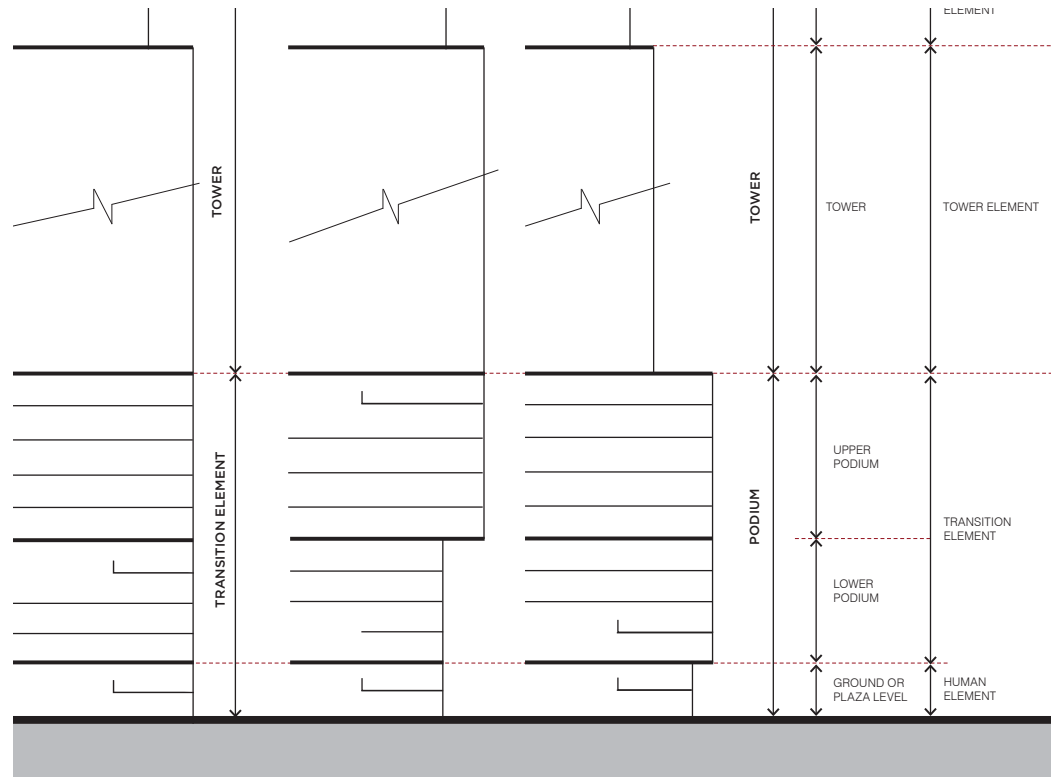 ELEMENT
TOWER
TOWER
TOWER
TOWER ELEMENT
UPPER
PODIUM
TRANSITION ELEMENT
PODIUM
TRANSITION
ELEMENT
LOWER
PODIUM
GROUND OR
PLAZA LEVEL
HUMAN
ELEMENT